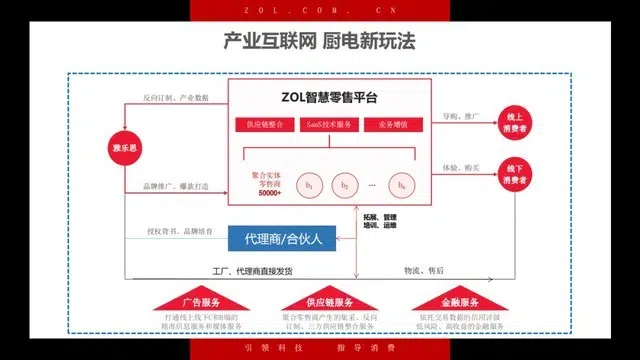 ZOL.COM.CN
产业互联网 厨电新玩法
反向订制、产业数据
ZOL智慧零售平台
供应链整合
SaaS技术服务
业务增值
导购、推广
线上
消费者
雅乐思
聚合实体
零售商
50000+
b1
b2
...
bn
体验、购买
线下
消费者
品牌推广、爆款打造
拓展、管理
培训、运维
授权背书、品牌培育
代理商/合伙人
工厂、代理商直接发货
物流、售后
广告服务
供应链服务
金融服务
打通线上线下C和B端的
精准信息服务和媒体服务
聚合零售商产生的集采、反向
订制、三方供应链整合服务
依托交易数据的信用评级
低风险、高收益的金融服务
引领科技 指导消费